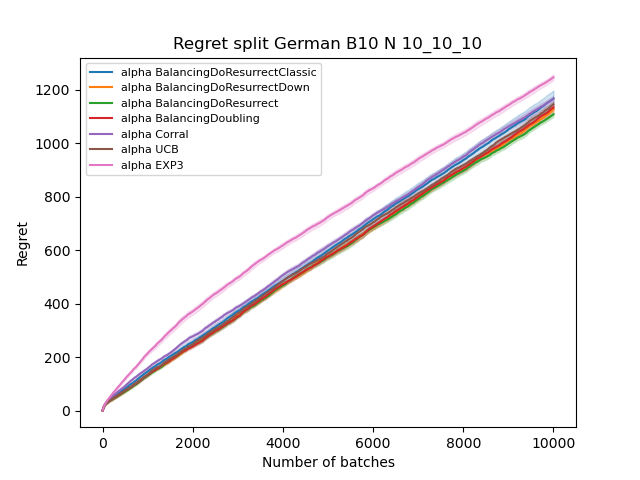 Regret split German B10 N 10_10_10
alpha BalancingDoResurrectClassic
alpha BalancingDoResurrectDown
alpha BalancingDoResurrect
alpha BalancingDoubling
alpha Corral
alpha UCB
alpha EXP3
Regret
1200
1000
800
600
400
200
0
0 2000 4000 6000 8000 10000
Number of batches